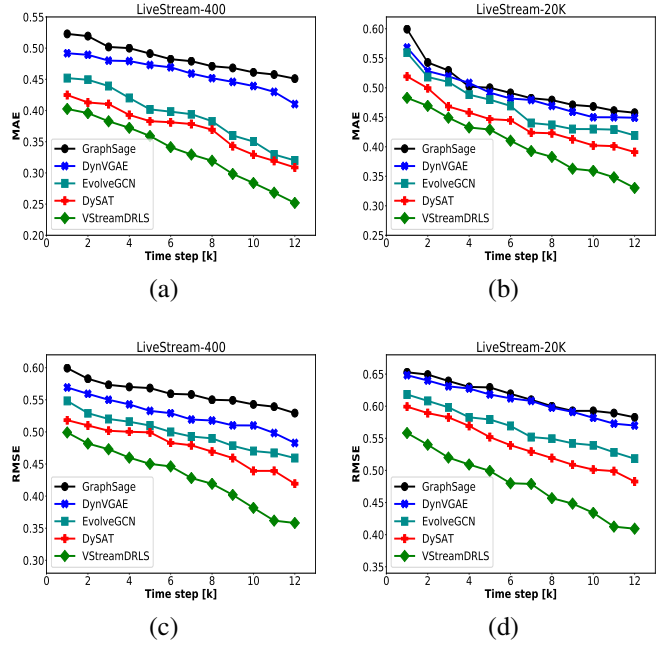 LiveStream-400
MAE
0.55
0.50
0.45
0.40
0.35
0.30
0.25
0.20
GraphSage
DynVGAE
EvolveGCN
DySAT
VStreamDRLS
0 2 4 6 8 10 12
Time step [k]
(a)
LiveStream-20K
MAE
0.60
0.55
0.50
0.45
0.40
0.35
0.30
0.25
GraphSage
DynVGAE
EvolveGCN
DySAT
VStreamDRLS
0 2 4 6 8 10 12
Time step [k]
(b)
LiveStream-400
RMSE
0.60
0.55
0.50
0.45
0.40
0.35
0.30
GraphSage
DynVGAE
EvolveGCN
DySAT
VStreamDRLS
0 2 4 6 8 10 12
Time step [k]
(c)
LiveStream-20K
RMSE
0.65
0.60
0.55
0.50
0.45
0.40
0.35
GraphSage
DynVGAE
EvolveGCN
DySAT
VStreamDRLS
0 2 4 6 8 10 12
Time step [k]
(d)